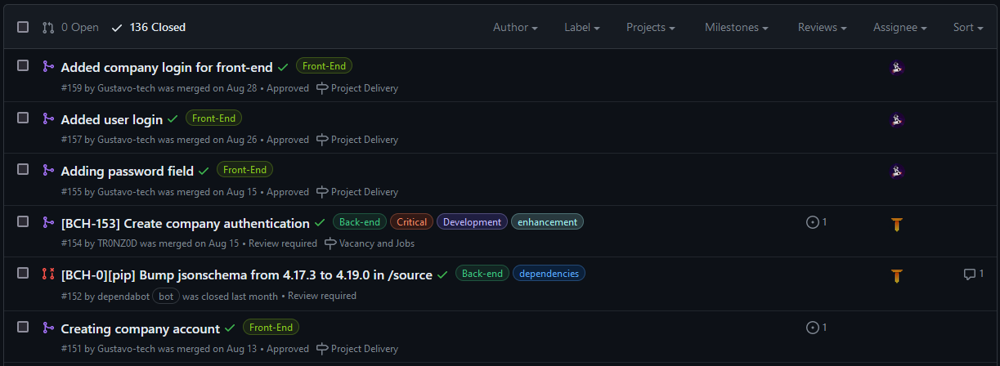 0 Open 136 Closed Author Label Projects Milestones Reviews Assignee Sort
Added company login for front-end Front-End
#159 by Gustavo-tech was merged on Aug 28 • Approved Project Delivery
Added user login Front-End
#157 by Gustavo-tech was merged on Aug 26 • Approved Project Delivery
Adding password field Front-End
#155 by Gustavo-tech was merged on Aug 15 • Approved Project Delivery
[BCH-153] Create company authentication Back-end Critical Development enhancement 1
#154 by TR0NZ0D was merged on Aug 15 • Review required Vacancy and Jobs
[BCH-0][pip] Bump jsonschema from 4.17.3 to 4.19.0 in /source Back-end dependencies 1
#152 by dependabot bot was closed last month • Review required
Creating company account Front-End 1
#151 by Gustavo-tech was merged on Aug 13 • Approved Project Delivery